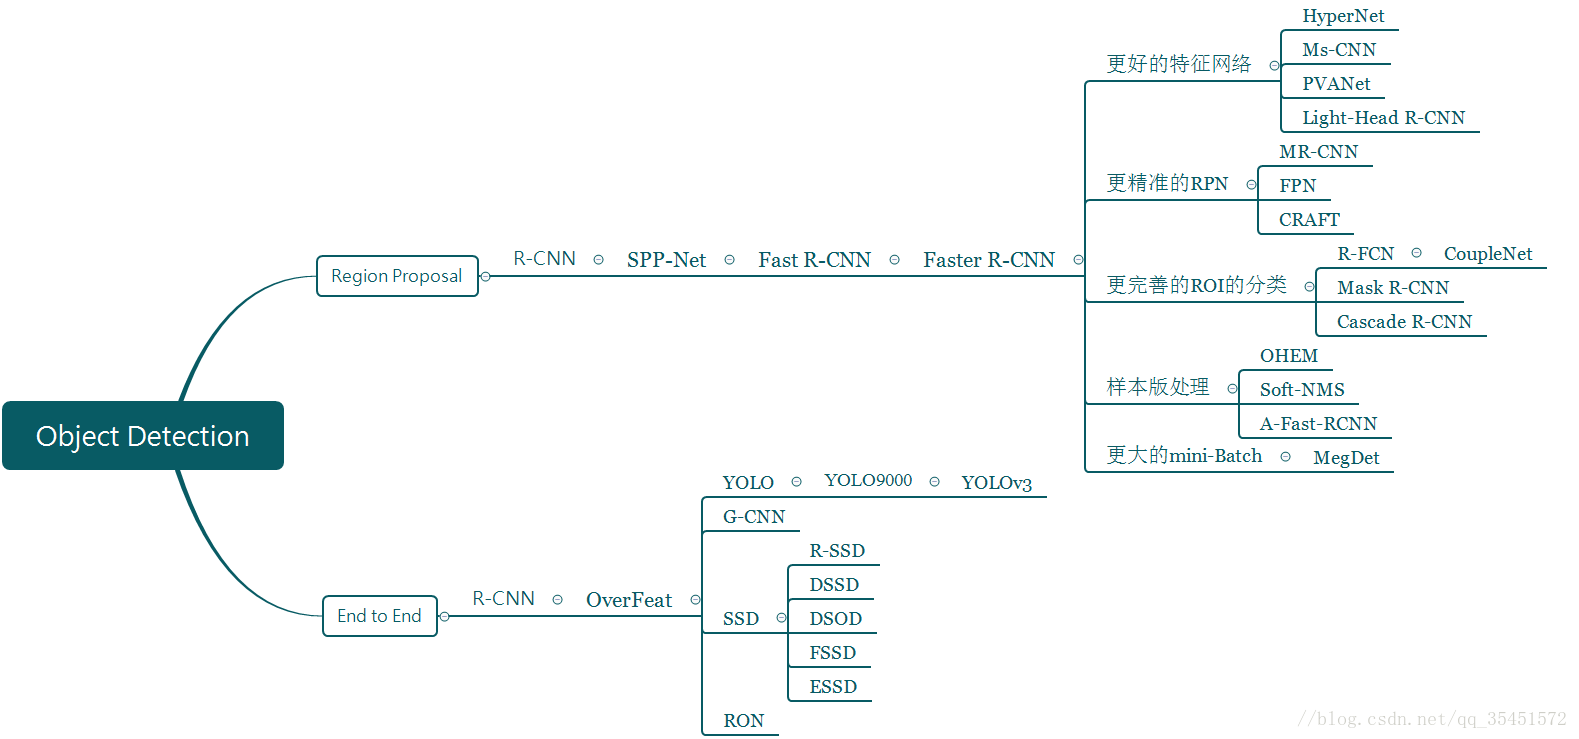 Object Detection
Region Proposal
R-CNN
SPP-Net
Fast R-CNN
Faster R-CNN
更好的特征网络
HyperNet
Ms-CNN
PVANet
Light-Head R-CNN
更精准的RPN
MR-CNN
FPN
CRAFT
更完善的ROI的分类
R-FCN
CoupleNet
Mask R-CNN
Cascade R-CNN
样本版处理
OHEM
Soft-NMS
A-Fast-RCNN
更大的mini-Batch
MegDet
End to End
R-CNN
OverFeat
YOLO
YOLO9000
YOLOv3
G-CNN
SSD
R-SSD
DSSD
DSOD
FSSD
ESSD
RON
//blog.csdn.net/qq_35451572